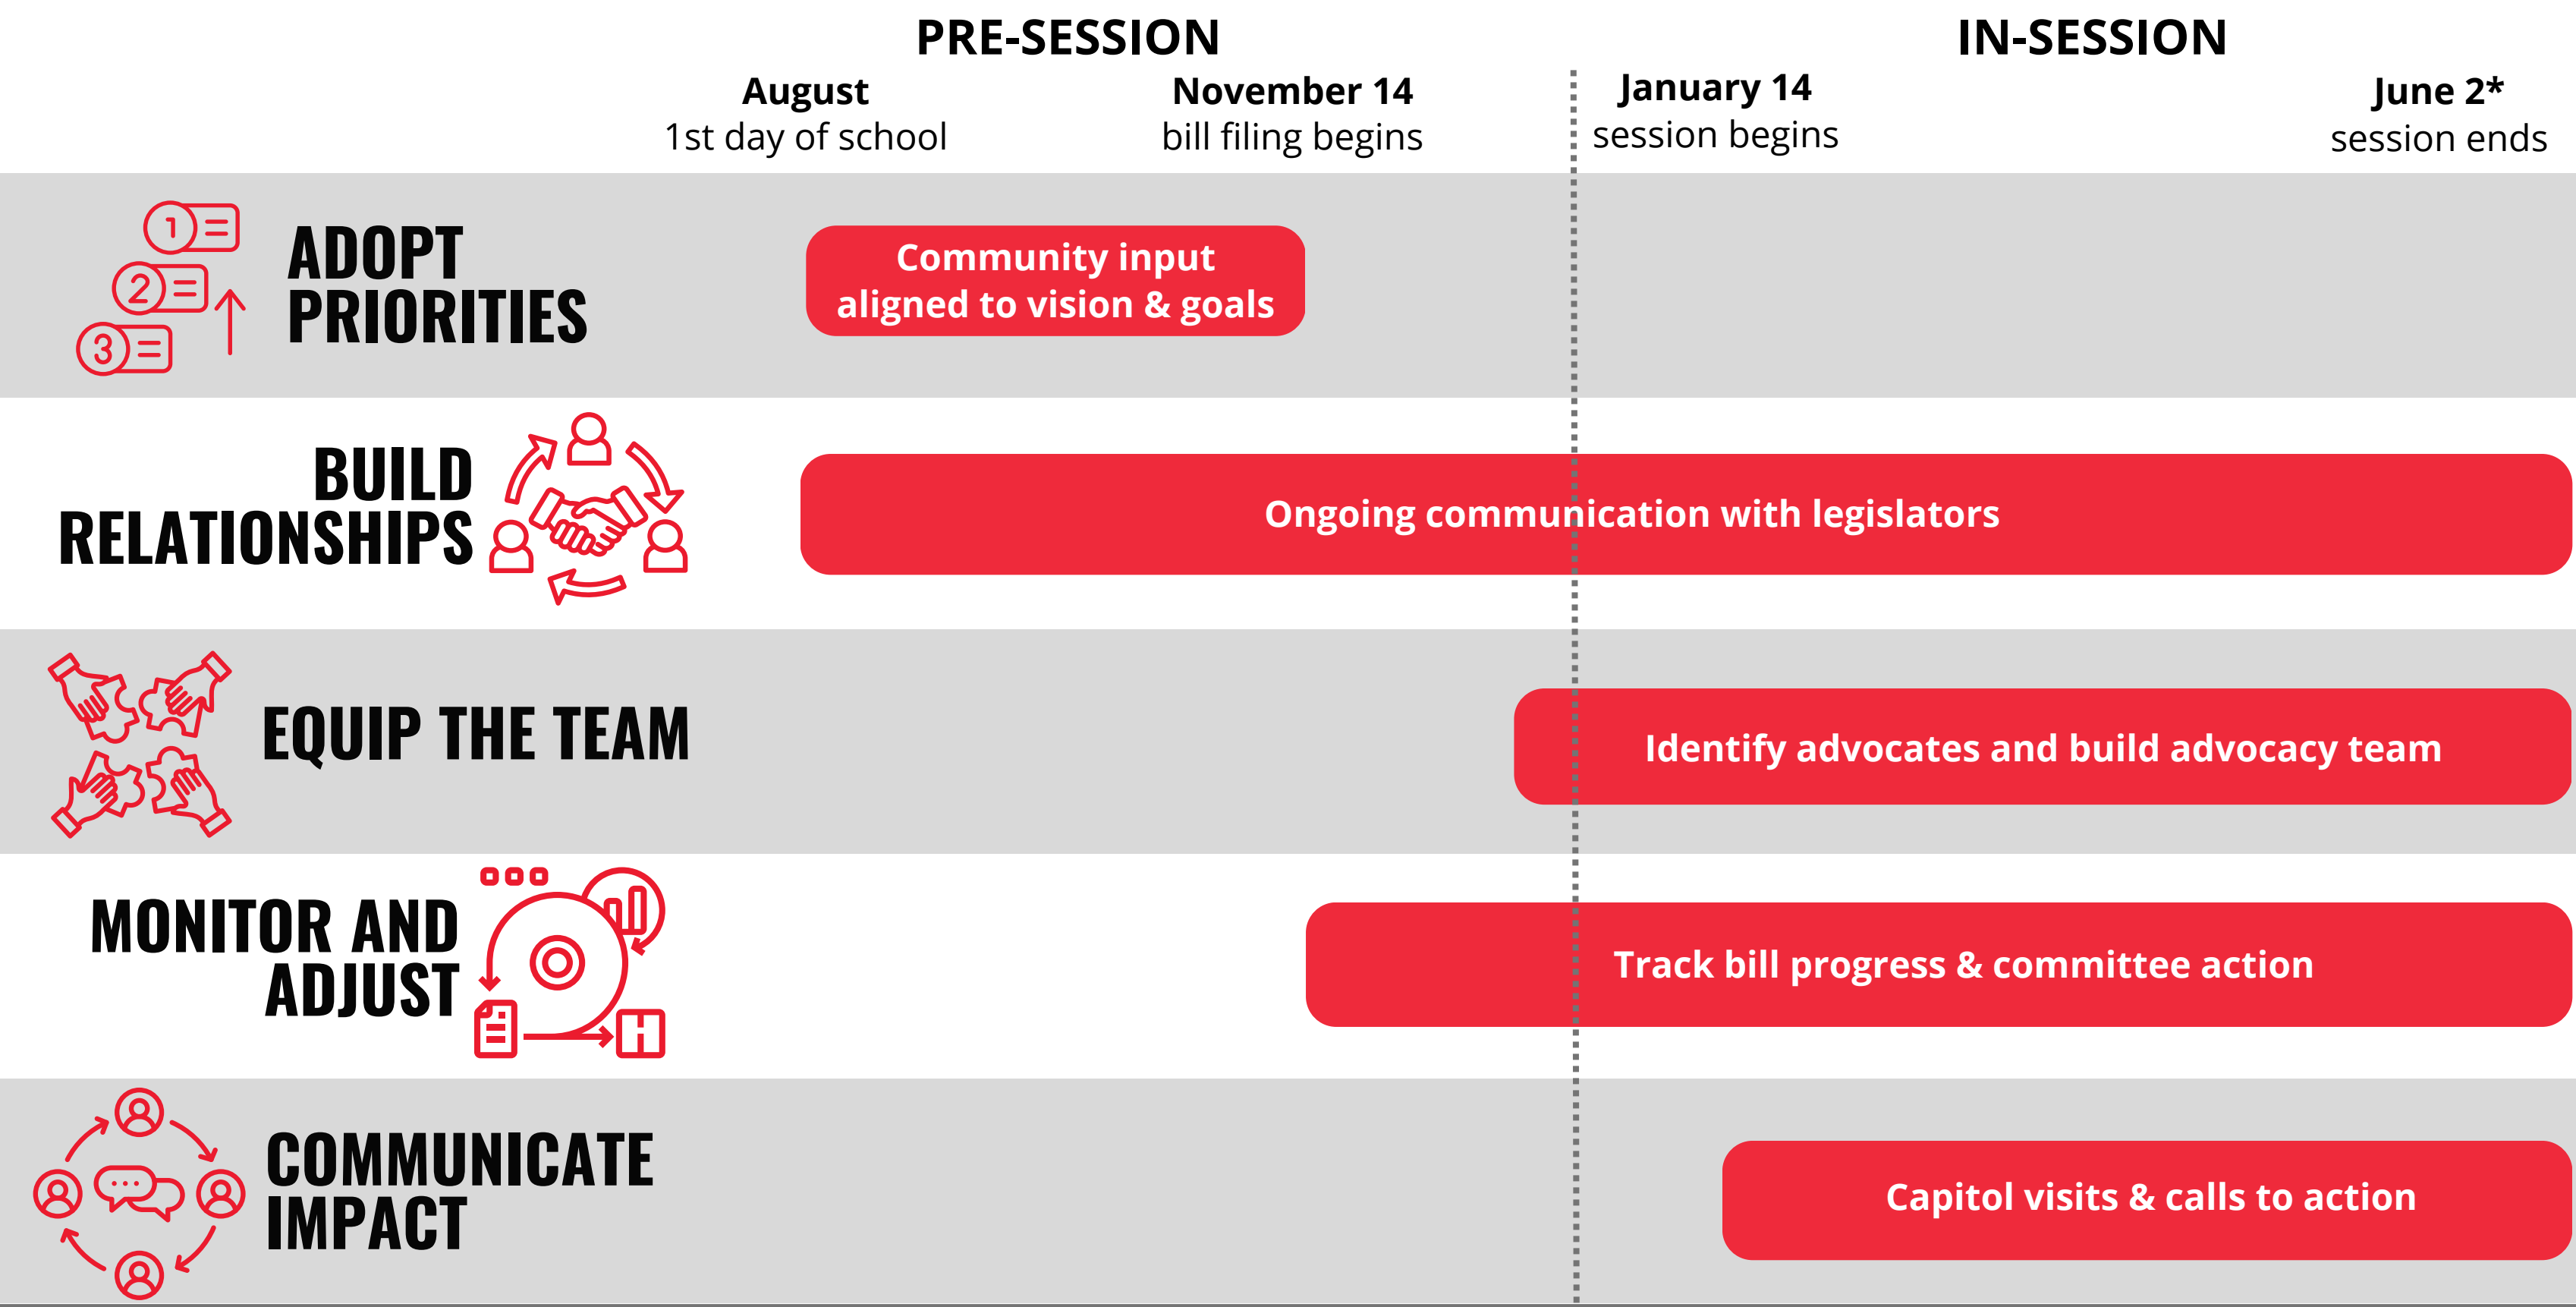 PRE-SESSION
IN-SESSION
August
1st day of school
November 14
bill filing begins
January 14
session begins
June 2*
session ends
1
2
3
ADOPT
PRIORITIES
Community input
aligned to vision & goals
BUILD
RELATIONSHIPS
Ongoing communication with legislators
EQUIP THE TEAM
Identify advocates and build advocacy team
MONITOR AND
ADJUST
Track bill progress & committee action
COMMUNICATE
IMPACT
Capitol visits & calls to action